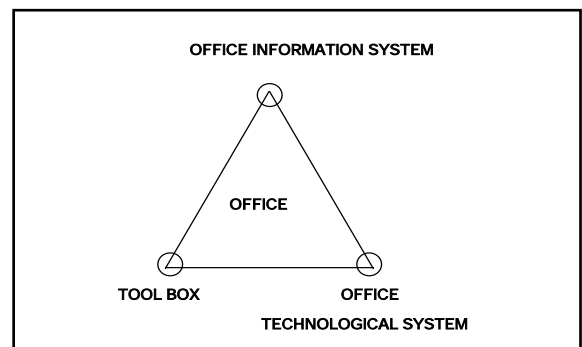 OFFICE INFORMATION SYSTEM
OFFICE
TOOL BOX
OFFICE
TECHNOLOGICAL SYSTEM